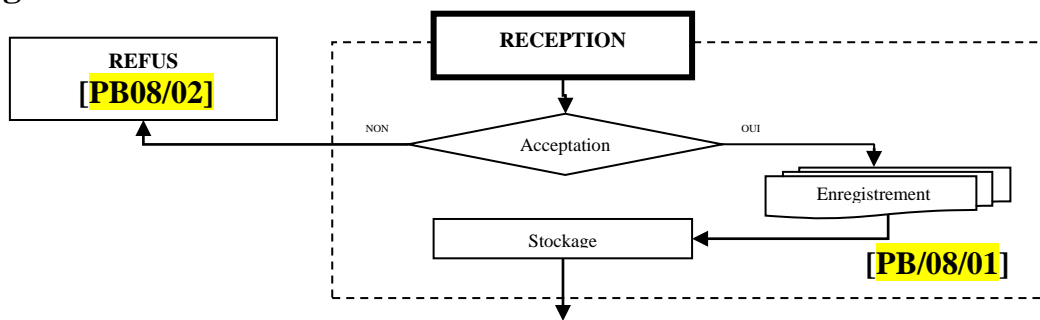 RECEPTION
REFUS
[PB08/02]
NON
OUI
Acceptation
Enregistrement
Stockage
[PB/08/01]